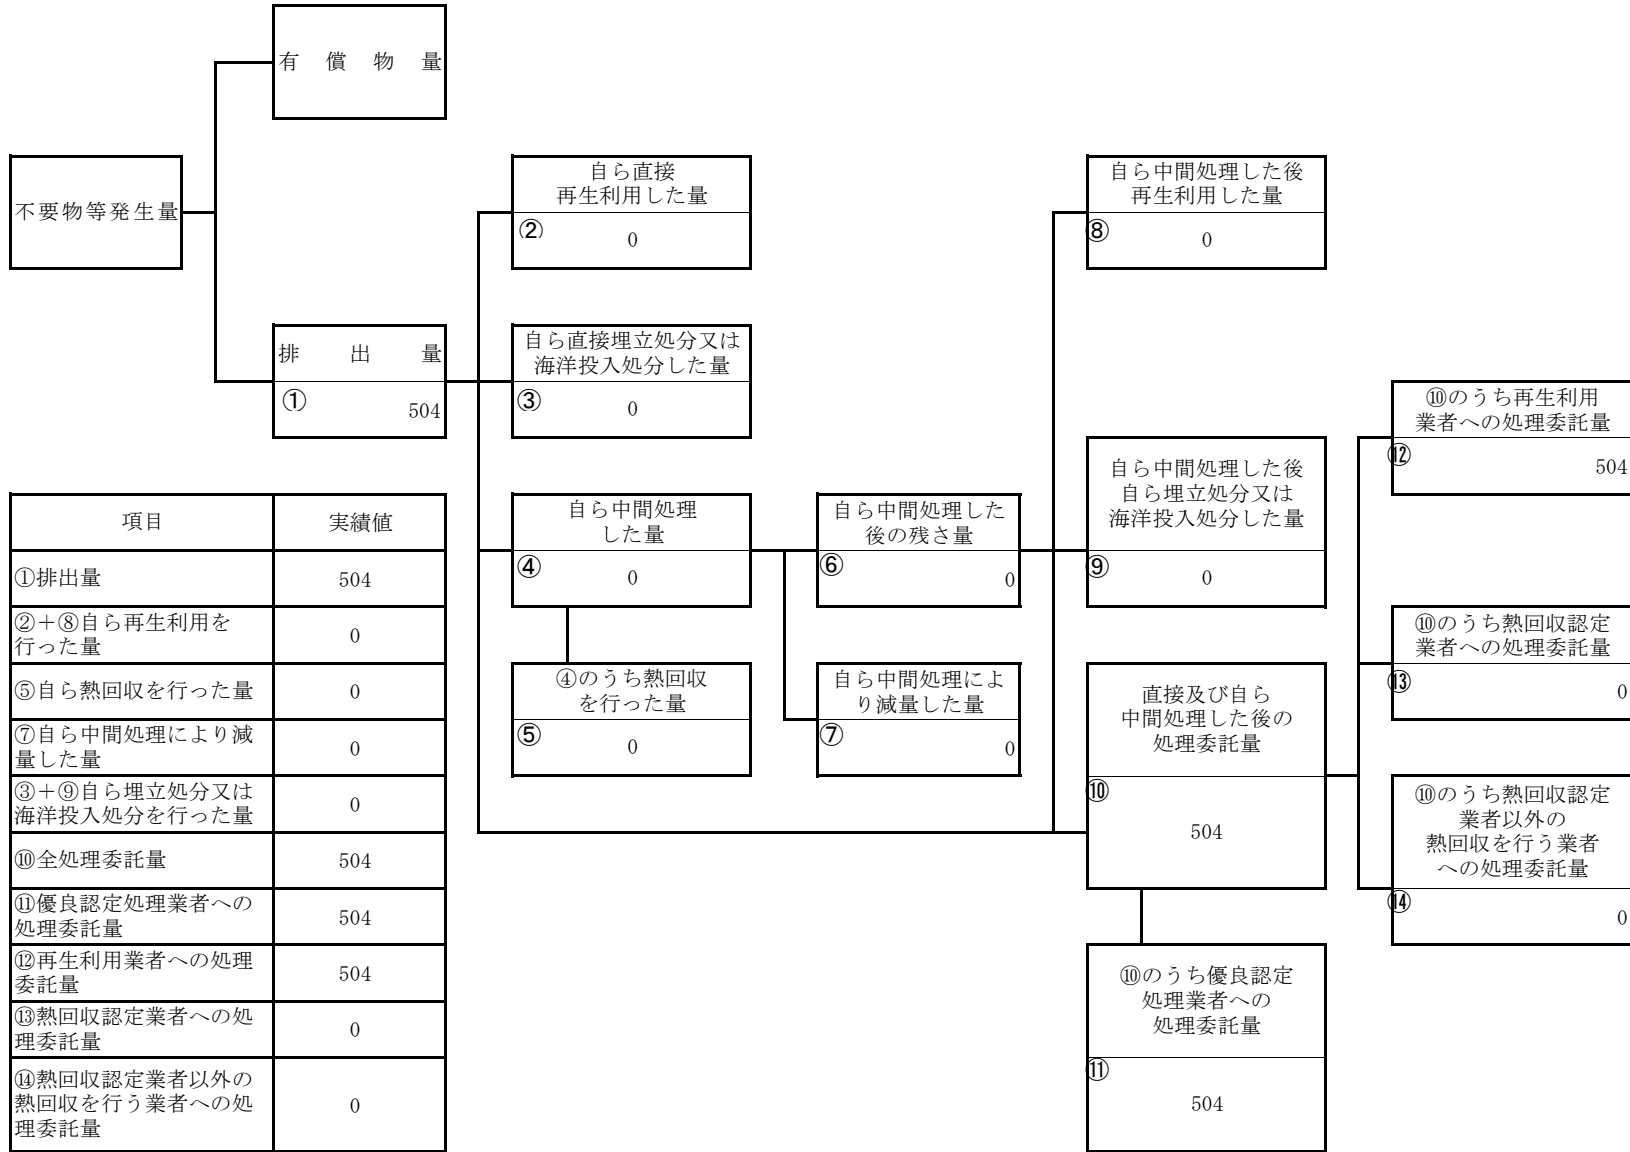 有償物量
不要物等発生量
自ら直接
再生利用した量
②
0
自ら中間処理した後
再生利用した量
⑧
0
排出量
①
504
自ら直接埋立処分又は
海洋投入処分した量
③
0
⑩のうち再生利用
業者への処理委託量
⑫
504
自ら中間処理
した量
④
0
自ら中間処理した
後の残さ量
⑥
0
自ら中間処理した後
自ら埋立処分又は
海洋投入処分した量
⑨
0
⑩のうち熱回収認定
業者への処理委託量
⑬
0
④のうち熱回収
を行った量
⑤
0
自ら中間処理によ
り減量した量
⑦
0
直接及び自ら
中間処理した後の
処理委託量
⑩
504
⑩のうち熱回収認定
業者以外の
熱回収を行う業者
への処理委託量
⑭
0
⑩のうち優良認定
処理業者への
処理委託量
⑪
504
項目 実績値
①排出量 504
②+⑧自ら再生利用を
行った量
0
⑤自ら熱回収を行った量 0
⑦自ら中間処理により減
量した量
0
③+⑨自ら埋立処分又は
海洋投入処分を行った量
0
⑩全処理委託量 504
⑪優良認定処理業者への
処理委託量
504
⑫再生利用業者への処理
委託量
504
⑬熱回収認定業者への処
理委託量
0
⑭熱回収認定業者以外の
熱回収を行う業者への処
理委託量
0